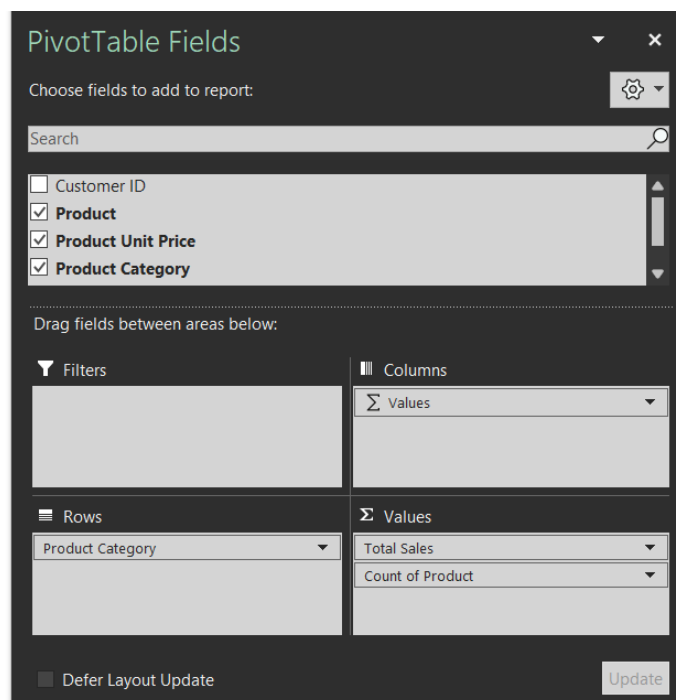 PivotTable Fields
Choose fields to add to report:
Search
Customer ID
Product
Product Unit Price
Product Category
Drag fields between areas below:
Filters
Columns
Σ Values
Rows
Σ Values
Product Category
Total Sales
Count of Product
Defer Layout Update
Update